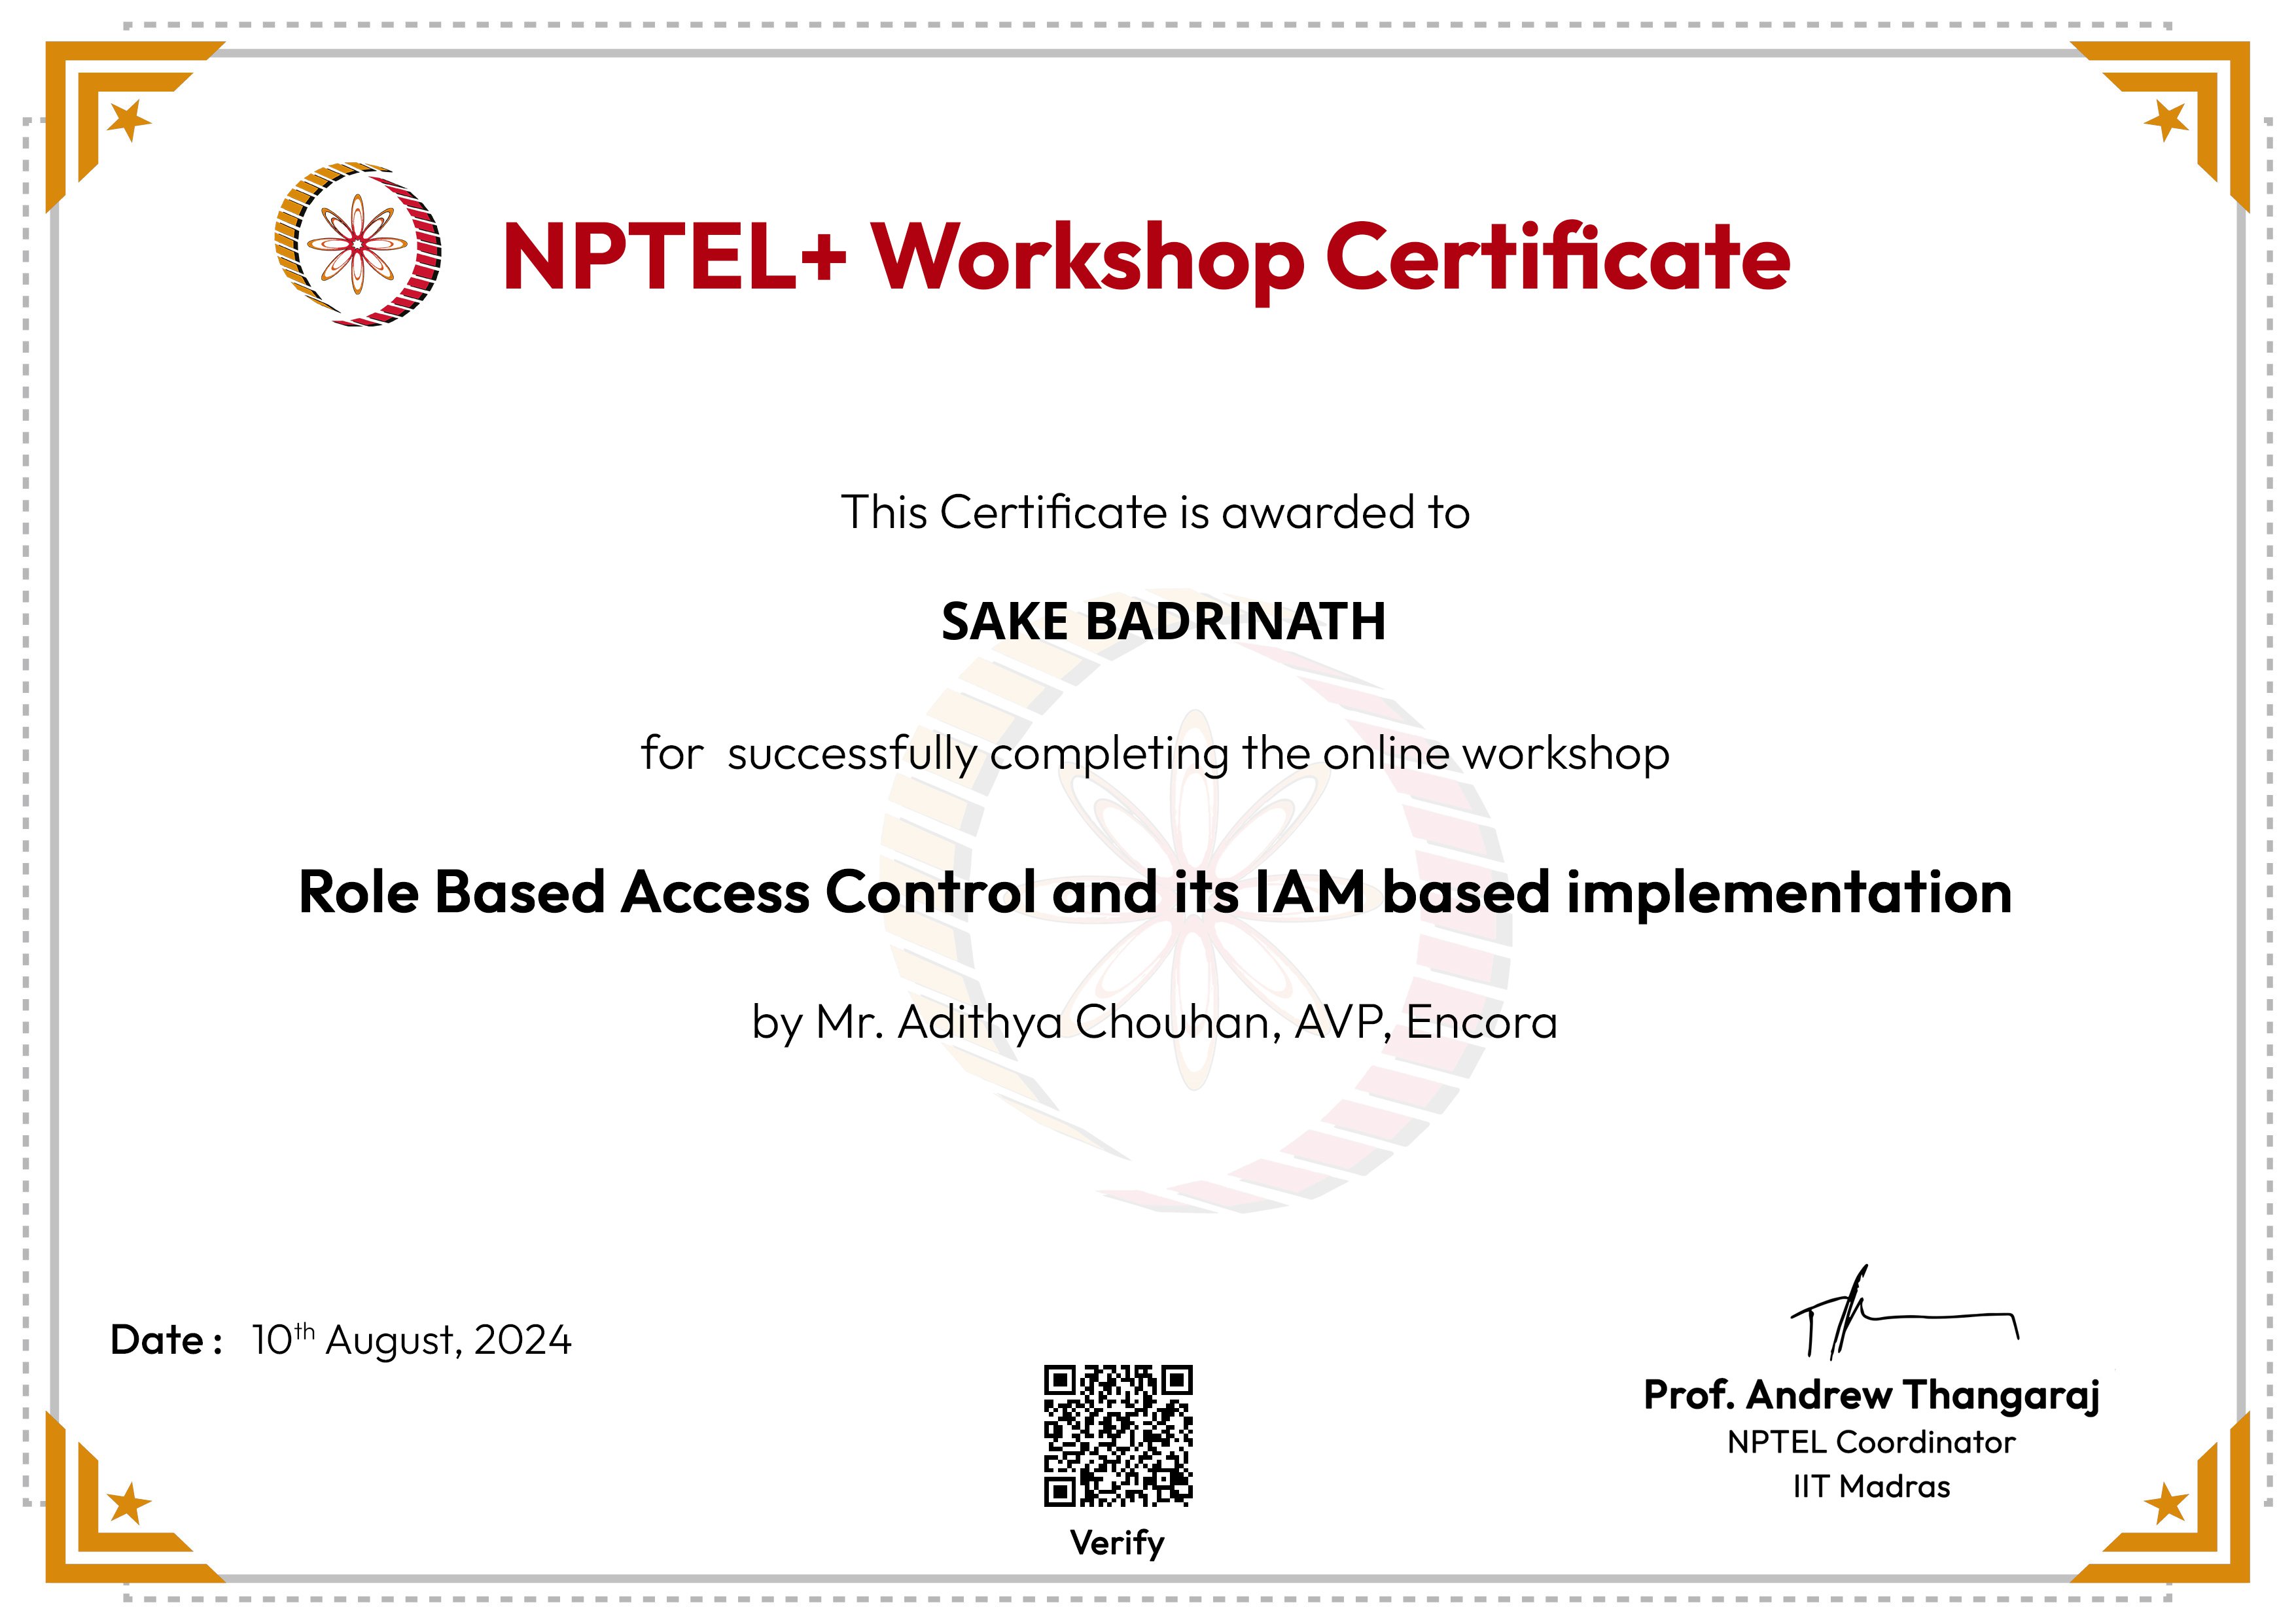 NPTEL+ Workshop Certificate
This Certificate is awarded to
SAKE BADRINATH
for successfully completing the online workshop
Role Based Access Control and its IAM based implementation
by Mr. Adithya Chouhan, AVP, Encora
Date : 10th August, 2024
Prof. Andrew Thangaraj
NPTEL Coordinator
IIT Madras
Verify